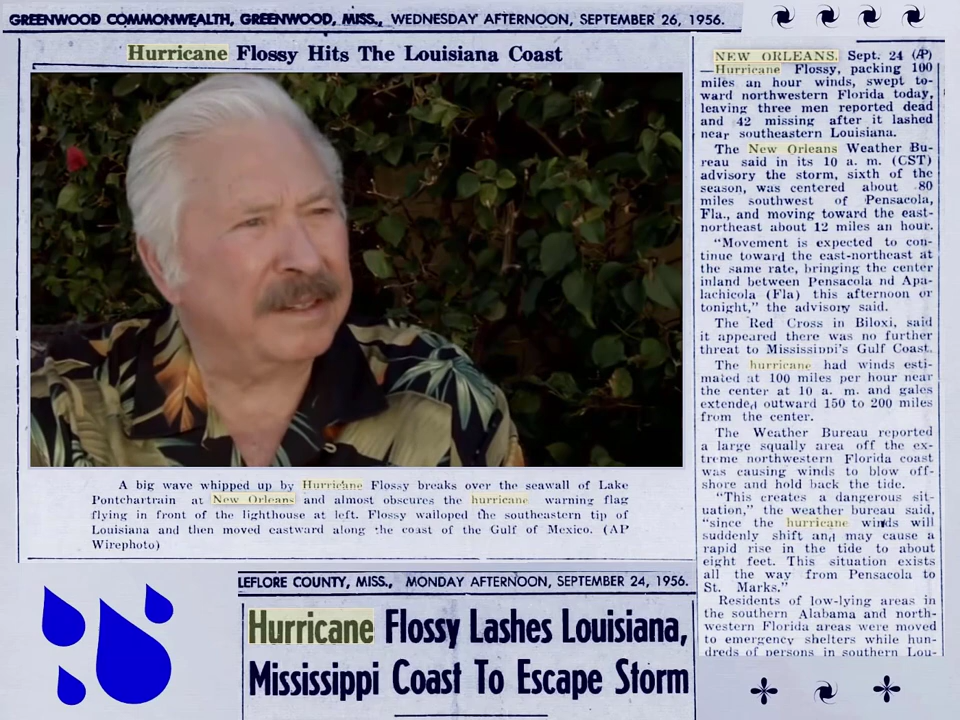 GREENWOOD COMMONWEALTH, GREENWOOD, MISS., WEDNESDAY AFTERNOON, SEPTEMBER 26, 1956.
Hurricane Flossy Hits The Louisiana Coast
A big wave whipped up by Hurricane Flossy breaks over the seawall of Lake
Pontchartrain at New Orleans and almost obscures the hurricane warning flag
flying in front of the lighthouse at left. Flossy walloped the southeastern tip of
Louisiana and then moved eastward along the coast of the Gulf of Mexico. (AP
Wirephoto)
LEFLORE COUNTY, MISS., MONDAY AFTERNOON, SEPTEMBER 24, 1956.
Hurricane Flossy Lashes Louisiana,
Mississippi Coast To Escape Storm
NEW ORLEANS, Sept. 24 (AP)
—Hurricane Flossy, packing 100
miles an hour winds, swept to-
ward northwestern Florida today,
leaving three men reported dead
and 42 missing after it lashed
near southeastern Louisiana.
The New Orleans Weather Bu-
reau said in its 10 a. m. (CST)
advisory the storm, sixth of the
season, was centered about 80
miles southwest of Pensacola,
Fla., and moving toward the east-
northeast about 12 miles an hour.
"Movement is expected to con-
tinue toward the east-northeast at
the same rate, bringing the center
inland between Pensacola nd Apa-
lachicola (Fla) this afternoon or
tonight," the advisory said.
The Red Cross in Biloxi, said
it appeared there was no further
threat to Mississippi's Gulf Coast.
The hurricane had winds esti-
mated at 100 miles per hour near
the center at 10 a. m. and gales
extended outward 150 to 200 miles
from the center.
The Weather Bureau reported
a large squally area off the ex-
treme northwestern Florida coast
was causing winds to blow off-
shore and hold back the tide.
"This creates a dangerous sit-
uation," the weather bureau said,
"since the hurricane winds will
suddenly shift and may cause a
rapid rise in the tide to about
eight feet. This situation exists
all the way from Pensacola to
St. Marks."
Residents of low-lying areas in
the southern Alabama and north-
western Florida areas were moved
to emergency shelters while hun-
dreds of persons in southern Lou-